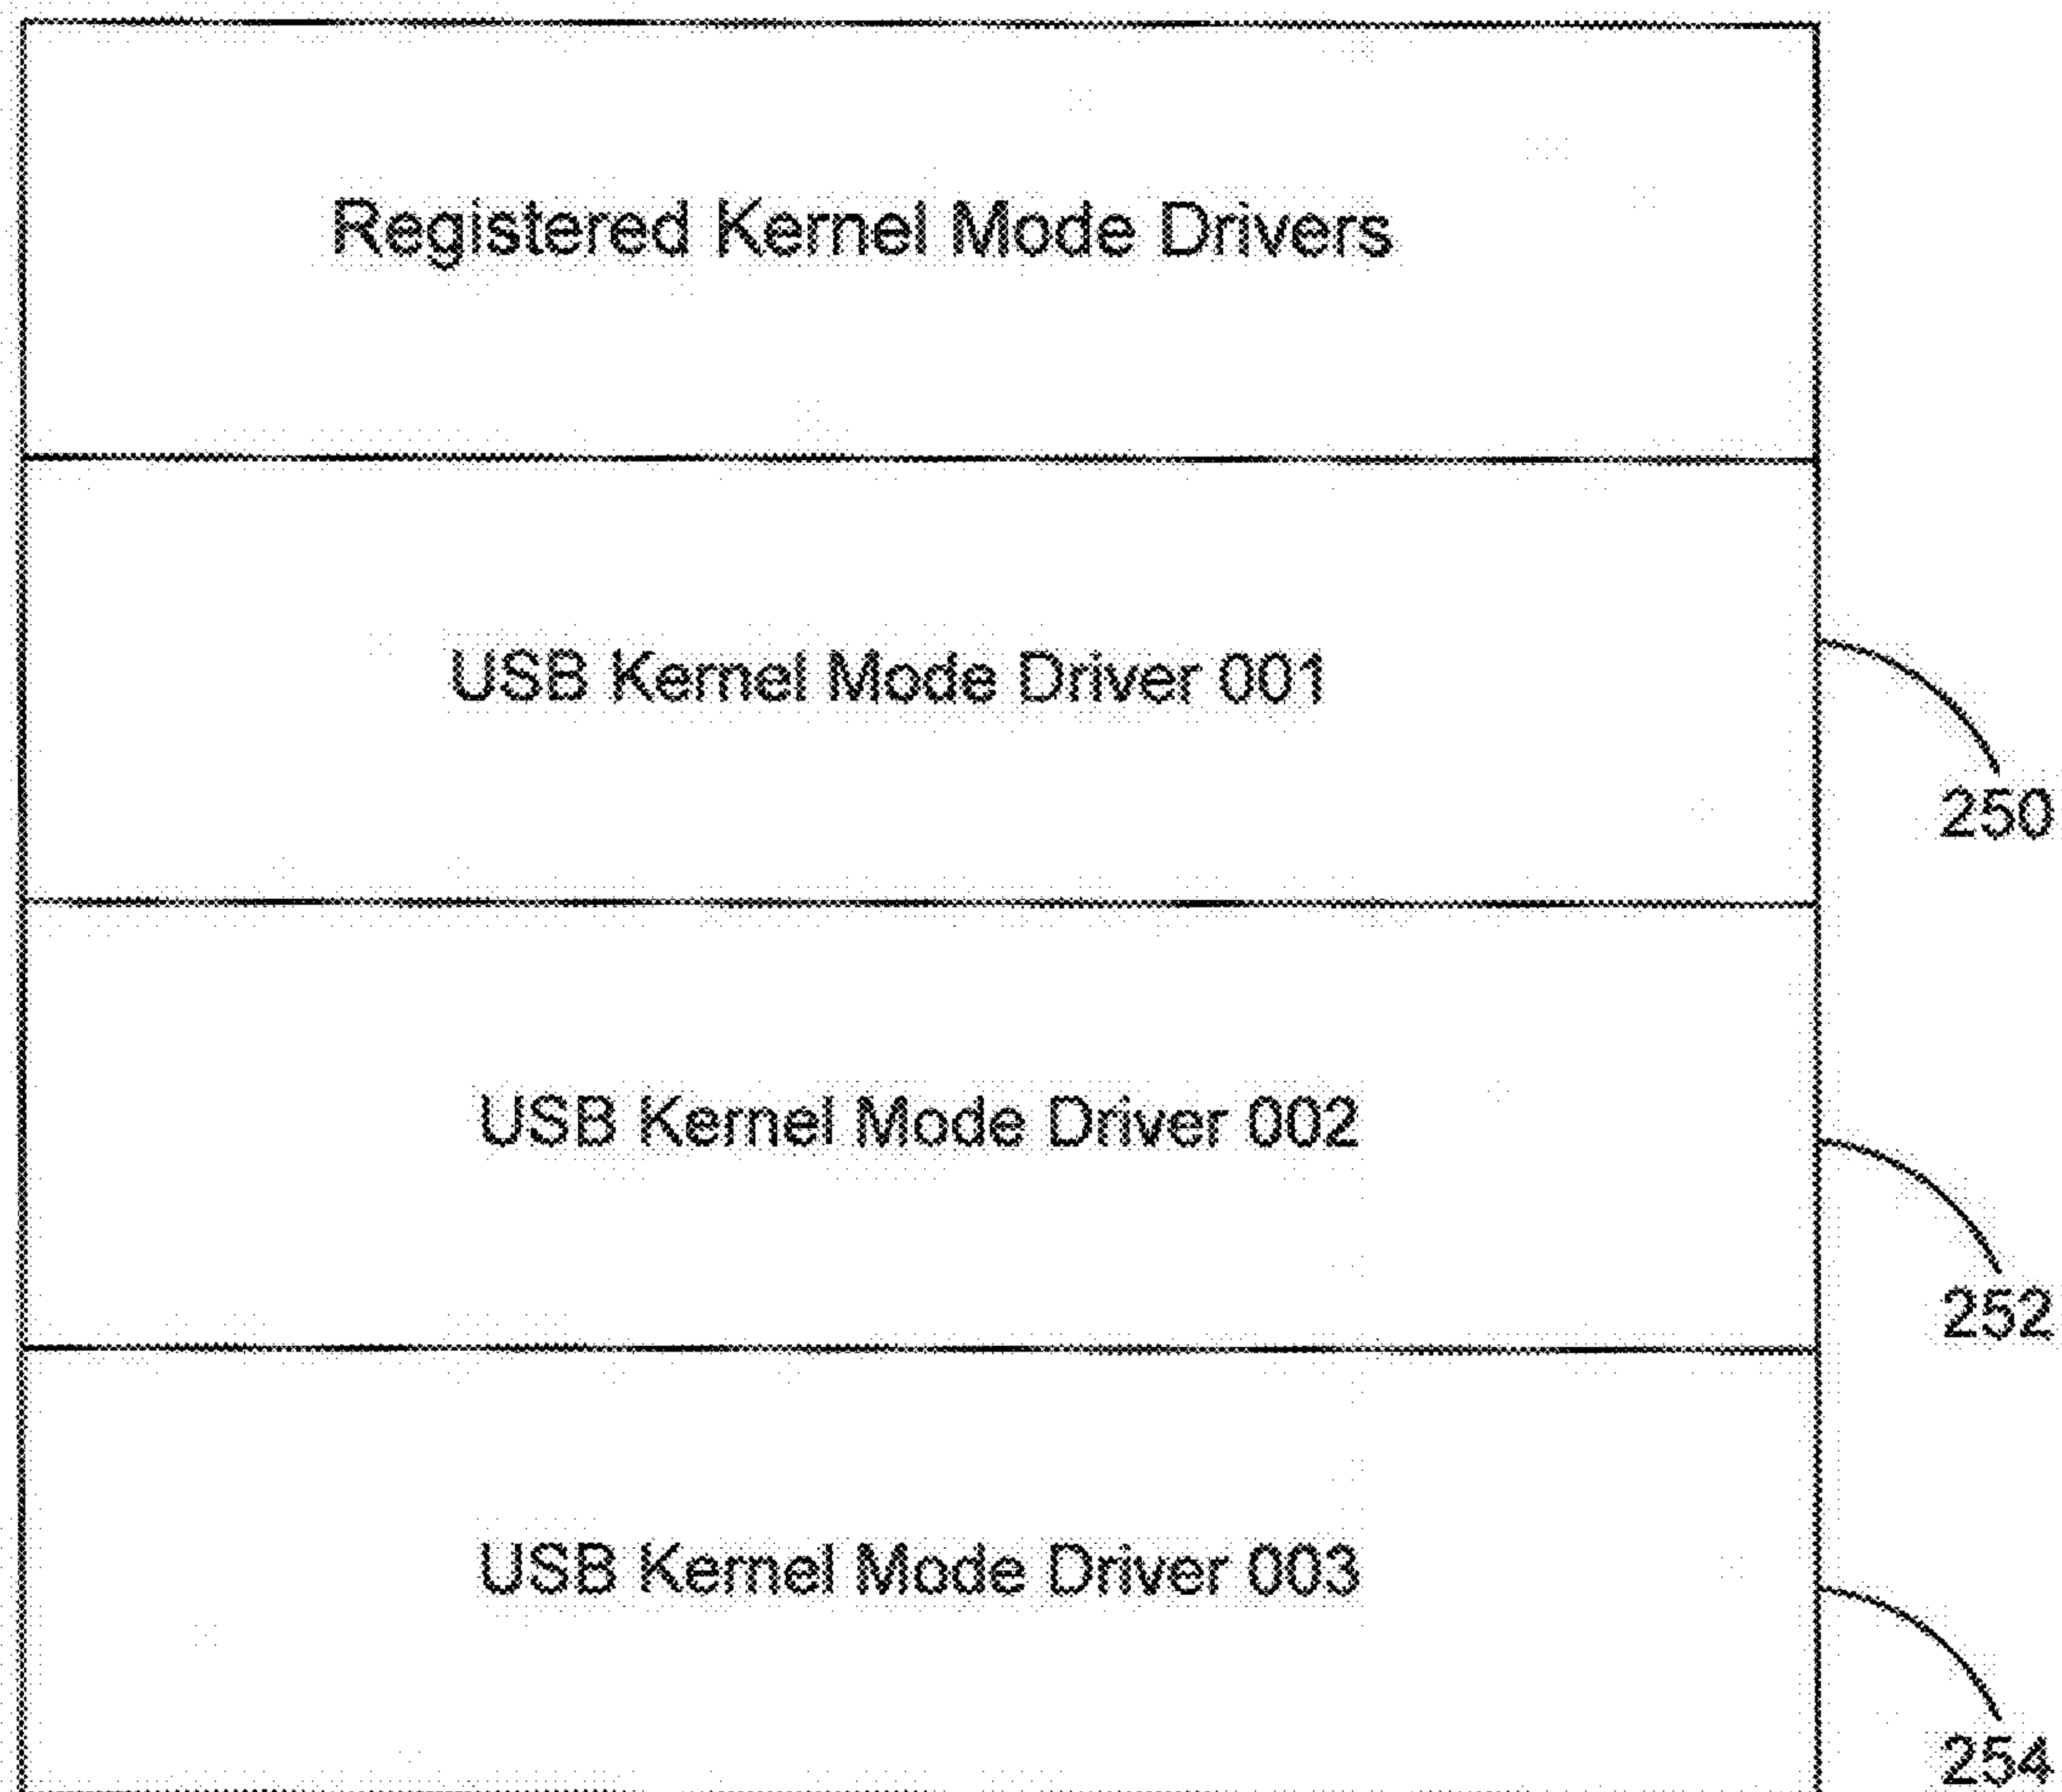 Registered Kernel Mode Drivers
USB Kernel Mode Driver 001
250
USB Kernel Mode Driver 002
252
USB Kernel Mode Driver 003
254